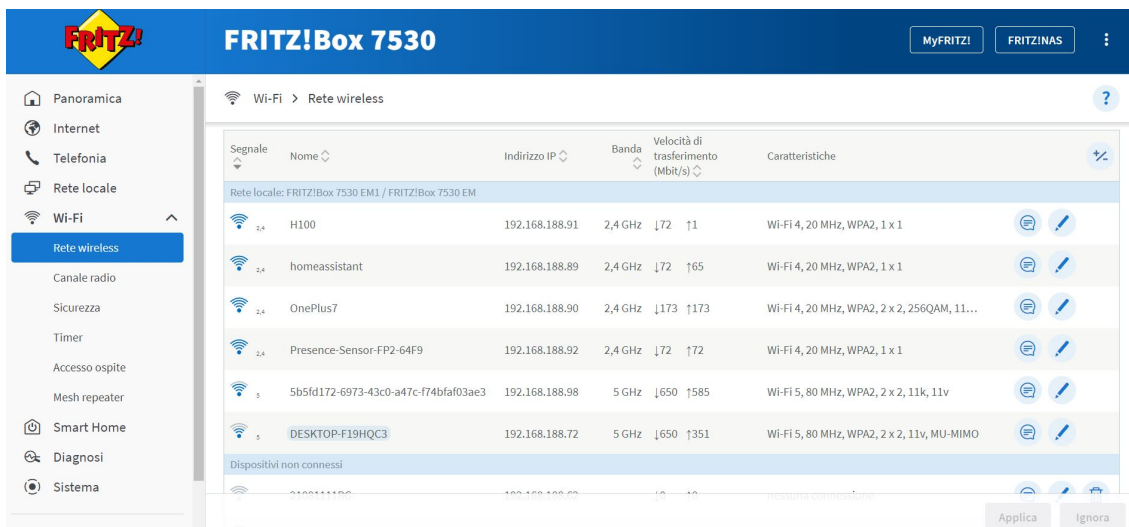 FRITZ!
FRITZ!Box 7530
MyFRITZ!
FRITZ!NAS
Panoramica
Internet
Telefonia
Rete locale
Wi-Fi
Rete wireless
Canale radio
Sicurezza
Timer
Accesso ospite
Mesh repeater
Smart Home
Diagnosi
Sistema
Wi-Fi > Rete wireless
?
Segnale Nome Indirizzo IP Banda Velocità di trasferimento (Mbit/s) Caratteristiche +/-
Rete locale: FRITZ!Box 7530 EM1 / FRITZ!Box 7530 EM
2,4 H100 192.168.188.91 2,4 GHz ↓72 ↑1 Wi-Fi 4, 20 MHz, WPA2, 1 x 1
2,4 homeassistant 192.168.188.89 2,4 GHz ↓72 ↑65 Wi-Fi 4, 20 MHz, WPA2, 1 x 1
2,4 OnePlus7 192.168.188.90 2,4 GHz ↓173 ↑173 Wi-Fi 4, 20 MHz, WPA2, 2 x 2, 256QAM, 11...
2,4 Presence-Sensor-FP2-64F9 192.168.188.92 2,4 GHz ↓72 ↑72 Wi-Fi 4, 20 MHz, WPA2, 1 x 1
5 5b5fd172-6973-43c0-a47c-f74bfaf03ae3 192.168.188.98 5 GHz ↓650 ↑585 Wi-Fi 5, 80 MHz, WPA2, 2 x 2, 11k, 11v
5 DESKTOP-F19HQC3 192.168.188.72 5 GHz ↓650 ↑351 Wi-Fi 5, 80 MHz, WPA2, 2 x 2, 11v, MU-MIMO
Dispositivi non connessi
Applica Ignora